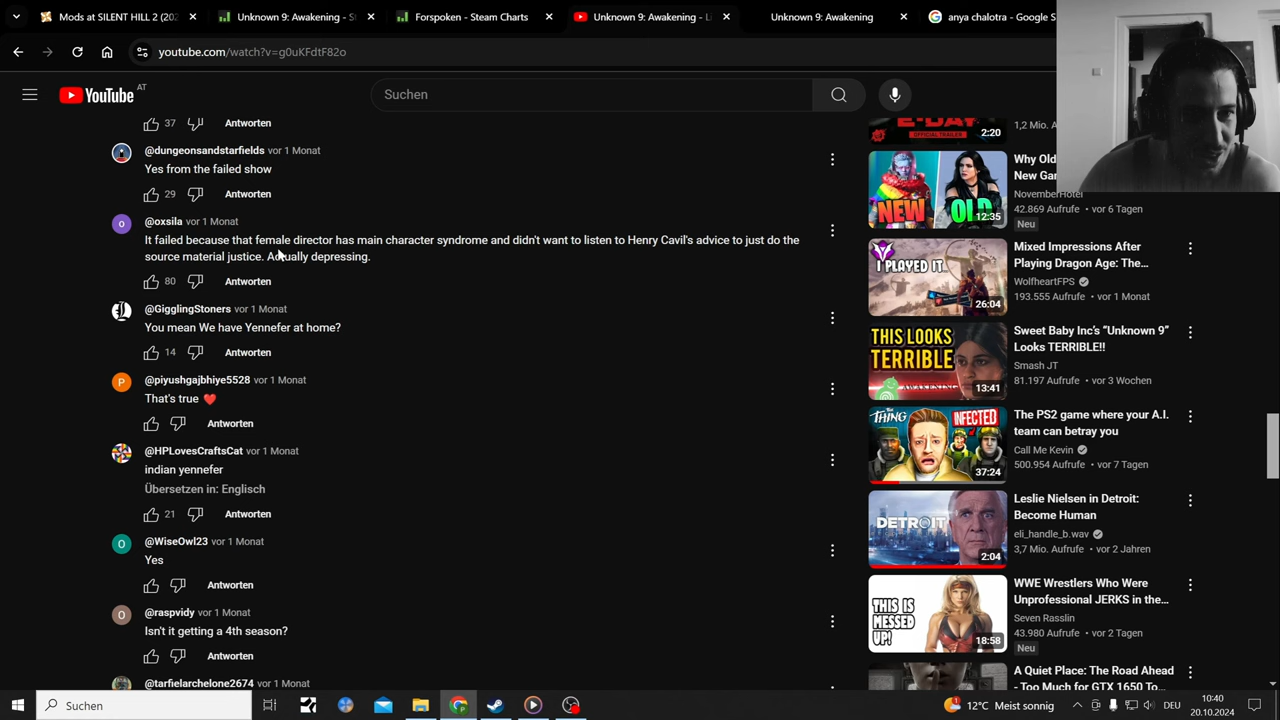 Mods at SILENT HILL 2 (202
Unknown 9: Awakening - S
Forspoken - Steam Charts
Unknown 9: Awakening - L
Unknown 9: Awakening
anya chalotra - Google S
youtube.com/watch?v=g0uKFdtF82o
YouTube AT
Suchen
37 Antworten
@dungeonsandstarfields vor 1 Monat
Yes from the failed show
29 Antworten
@oxsila vor 1 Monat
It failed because that female director has main character syndrome and didn't want to listen to Henry Cavil's advice to just do the
source material justice. Actually depressing.
80 Antworten
@GigglingStoners vor 1 Monat
You mean We have Yennefer at home?
14 Antworten
@piyushgajbhiye5528 vor 1 Monat
That's true ❤️
Antworten
@HPLovesCraftsCat vor 1 Monat
indian yennefer
Übersetzen in: Englisch
21 Antworten
@WiseOwl23 vor 1 Monat
Yes
Antworten
@raspvidy vor 1 Monat
Isn't it getting a 4th season?
Antworten
@tarfielarchelone2674 vor 1 Monat
E-DAY
OFFICIAL TRAILER
2:20
1,2 Mio. A
NEW OLD
12:35
Why Old
New Gar
NovemberHotel
42.869 Aufrufe • vor 6 Tagen
Neu
I PLAYED IT..
26:04
Mixed Impressions After
Playing Dragon Age: The…
WolfheartFPS
193.555 Aufrufe • vor 1 Monat
THIS LOOKS
TERRIBLE
AWAKENING
13:41
Sweet Baby Inc's “Unknown 9”
Looks TERRIBLE!!
Smash JT
81.197 Aufrufe • vor 3 Wochen
THE THING
INFECTED
37:24
The PS2 game where your A.I.
team can betray you
Call Me Kevin
500.954 Aufrufe • vor 7 Tagen
DETROIT
2:04
Leslie Nielsen in Detroit:
Become Human
eli_handle_b.wav
3,7 Mio. Aufrufe • vor 2 Jahren
THIS IS
MESSED
UP!
18:58
WWE Wrestlers Who Were
Unprofessional JERKS in the…
Seven Rasslin
43.980 Aufrufe • vor 2 Tagen
Neu
A Quiet Place: The Road Ahead
- Too Much for GTX 1650 To…
Suchen
12°C Meist sonnig
DEU
10:40
20.10.2024